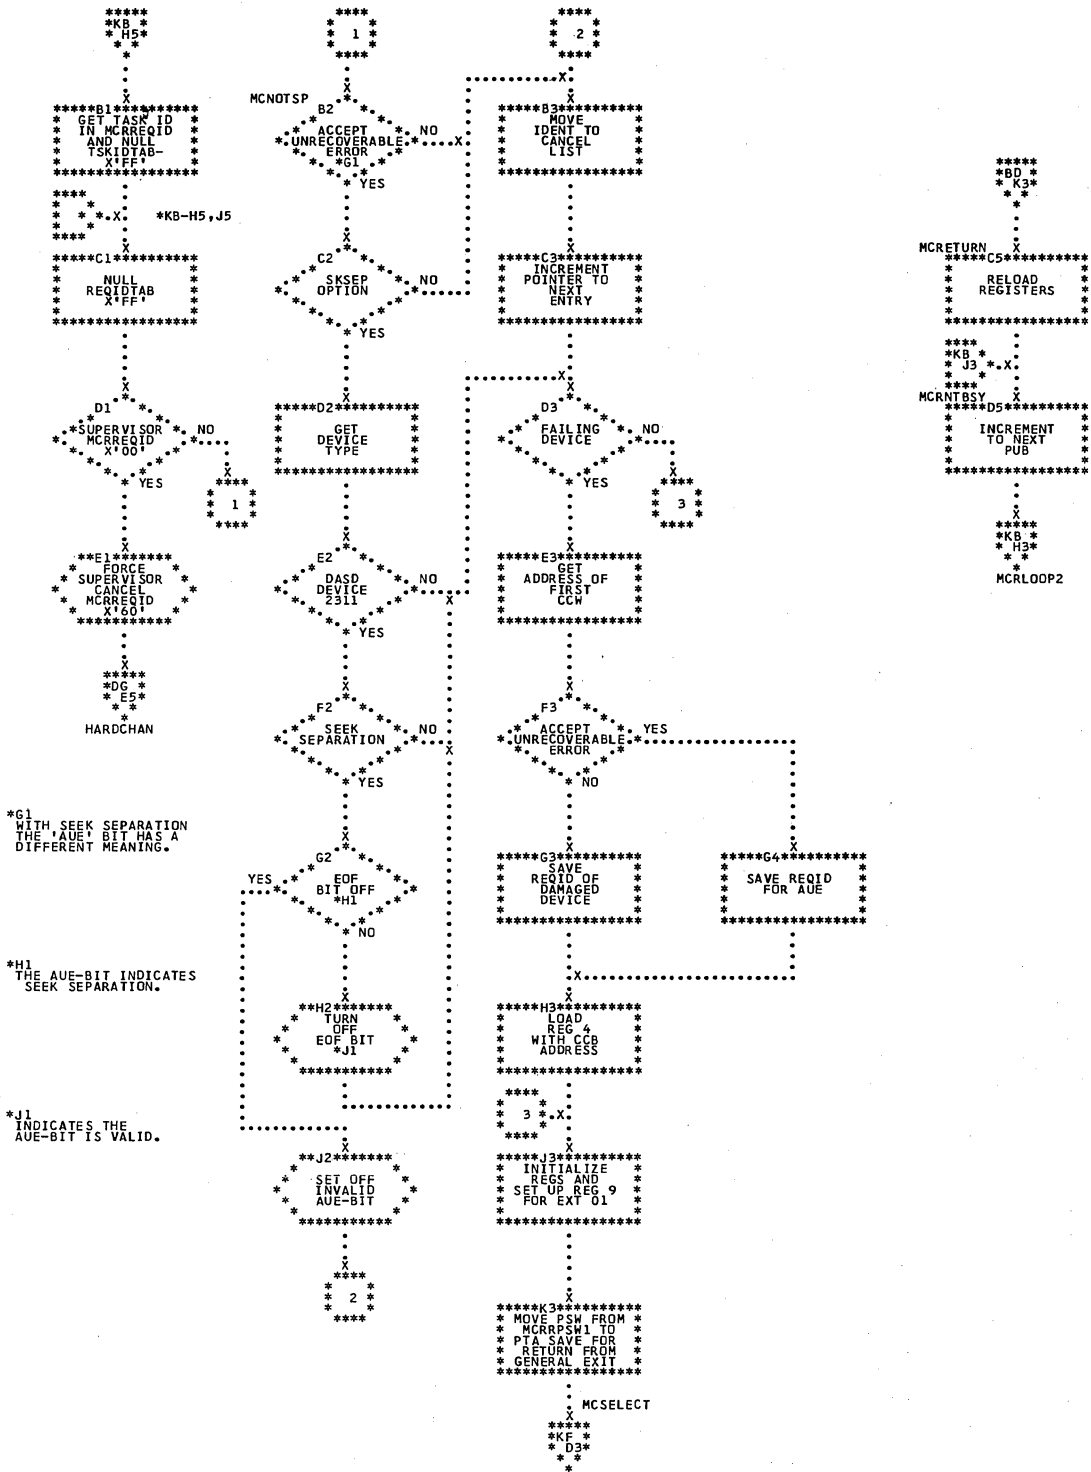 KB
H5
B1
GET TASK ID
IN MCRREQID
AND NULL
TSKIDTAB-
X'FF'
*KB-H5,J5
C1
NULL
REQIDTAB
X'FF'
D1
SUPERVISOR
MCRREQID
X'00'
NO
YES
1
E1
FORCE
SUPERVISOR
CANCEL
MCRREQID
X'60'
DG
E5
HARDCHAN
*G1
WITH SEEK SEPARATION
THE 'AUE' BIT HAS A
DIFFERENT MEANING.
*H1
THE AUE-BIT INDICATES
SEEK SEPARATION.
*J1
INDICATES THE
AUE-BIT IS VALID.
1
MCNOTSP
B2
ACCEPT
UNRECOVERABLE
ERROR
*G1
NO
YES
C2
SKSEP
OPTION
NO
YES
D2
GET
DEVICE
TYPE
E2
DASD
DEVICE
2311
NO
YES
F2
SEEK
SEPARATION
NO
YES
G2
EOF
BIT OFF
*H1
YES
NO
H2
TURN
OFF
EOF BIT
*J1
J2
SET OFF
INVALID
AUE-BIT
2
2
B3
MOVE
IDENT TO
CANCEL
LIST
C3
INCREMENT
POINTER TO
NEXT
ENTRY
D3
FAILING
DEVICE
NO
YES
3
E3
GET
ADDRESS OF
FIRST
CCW
F3
ACCEPT
UNRECOVERABLE
ERROR
YES
NO
G3
SAVE
REQID OF
DAMAGED
DEVICE
G4
SAVE REQID
FOR AUE
H3
LOAD
REG 4
WITH CCB
ADDRESS
3
J3
INITIALIZE
REGS AND
SET UP REG 9
FOR EXT 01
K3
MOVE PSW FROM
MCRRPSW1 TO
PTA SAVE FOR
RETURN FROM
GENERAL EXIT
MCSELECT
KF
D3
BD
K3
MCRETURN
C5
RELOAD
REGISTERS
KB
J3
MCRNTBSY
D5
INCREMENT
TO NEXT
PUB
KB
H3
MCRLOOP2